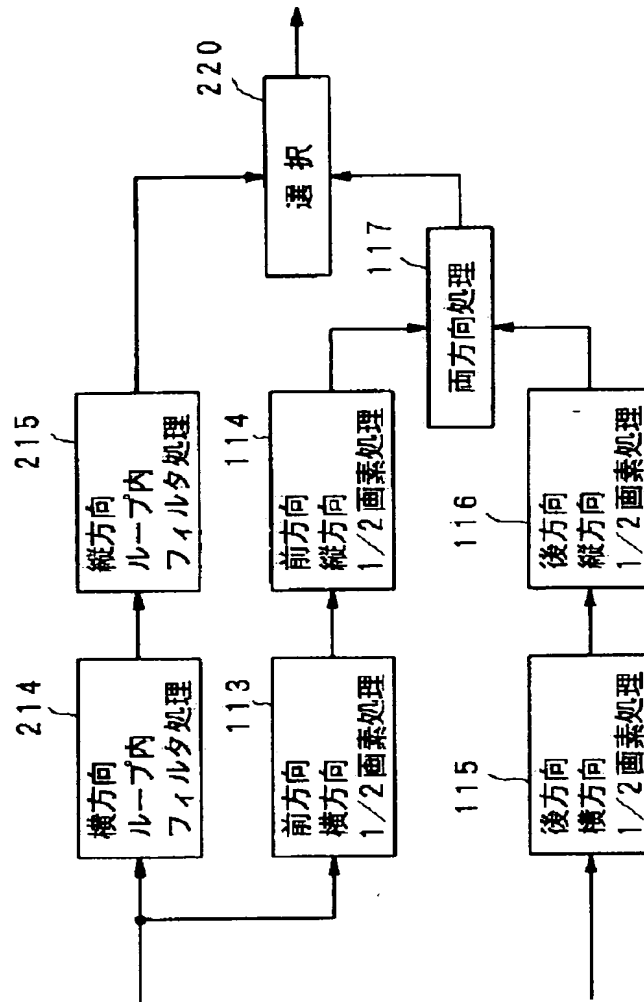 214
横方向
ループ内
フィルタ処理
215
縦方向
ループ内
フィルタ処理
220
選択
113
前方向
横方向
1/2画素処理
114
前方向
縦方向
1/2画素処理
117
両方向処理
115
後方向
横方向
1/2画素処理
116
後方向
縦方向
1/2画素処理